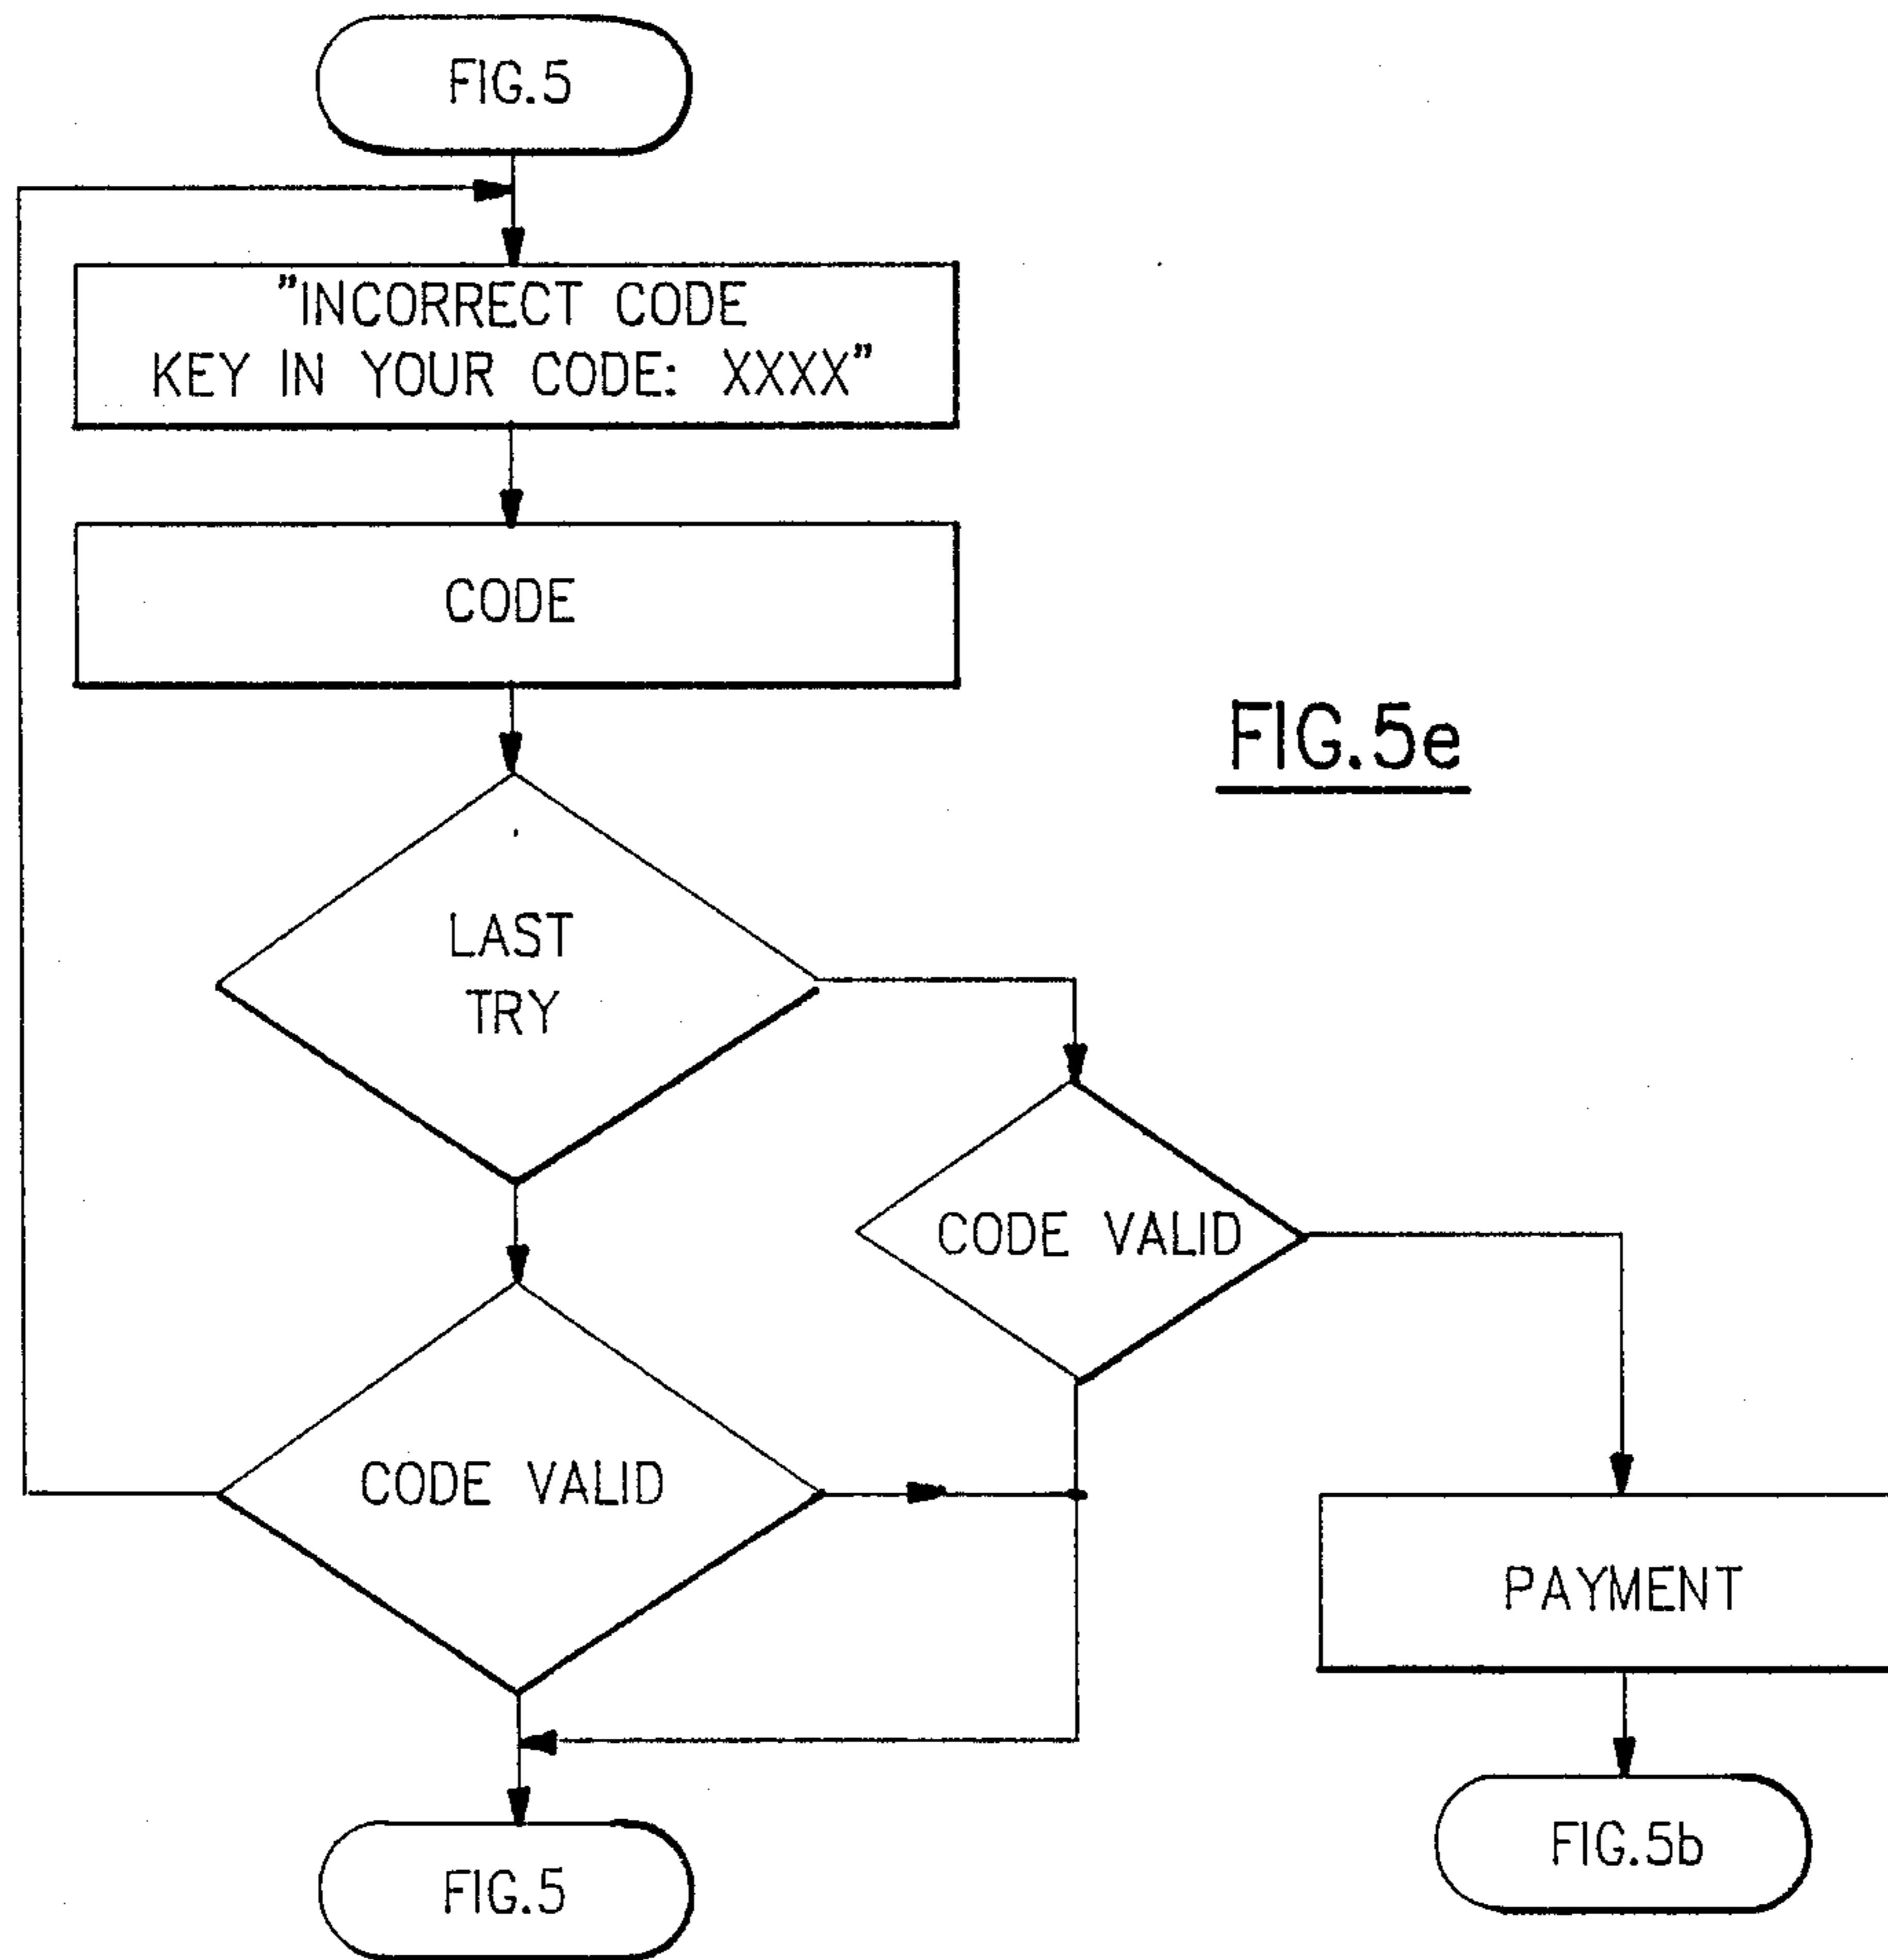 FIG.5
"INCORRECT CODE
KEY IN YOUR CODE: XXXX"
CODE
FIG.5e
LAST
TRY
CODE VALID
CODE VALID
PAYMENT
FIG.5b
FIG.5